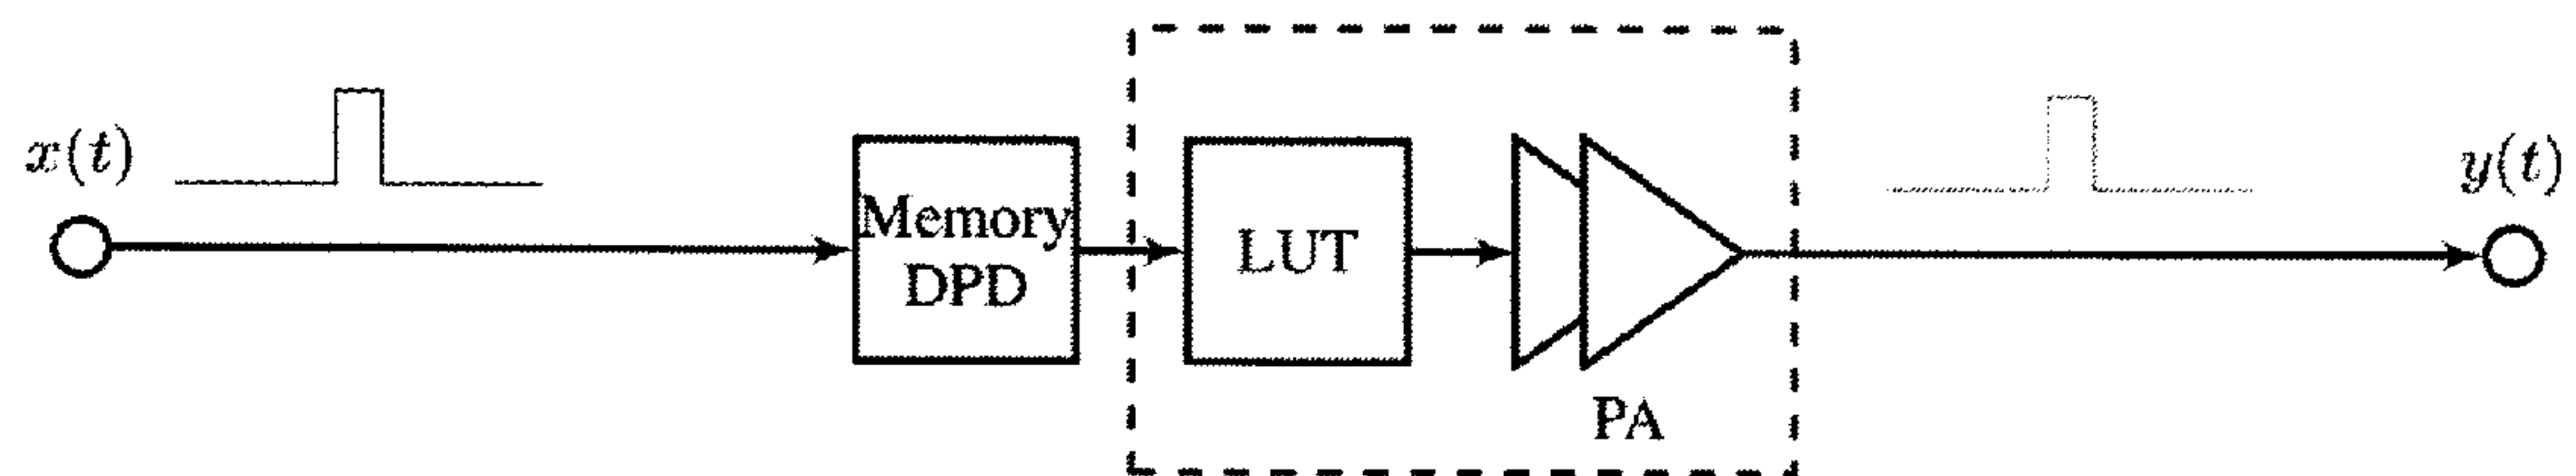 x(t)
Memory
DPD
LUT
PA
y(t)